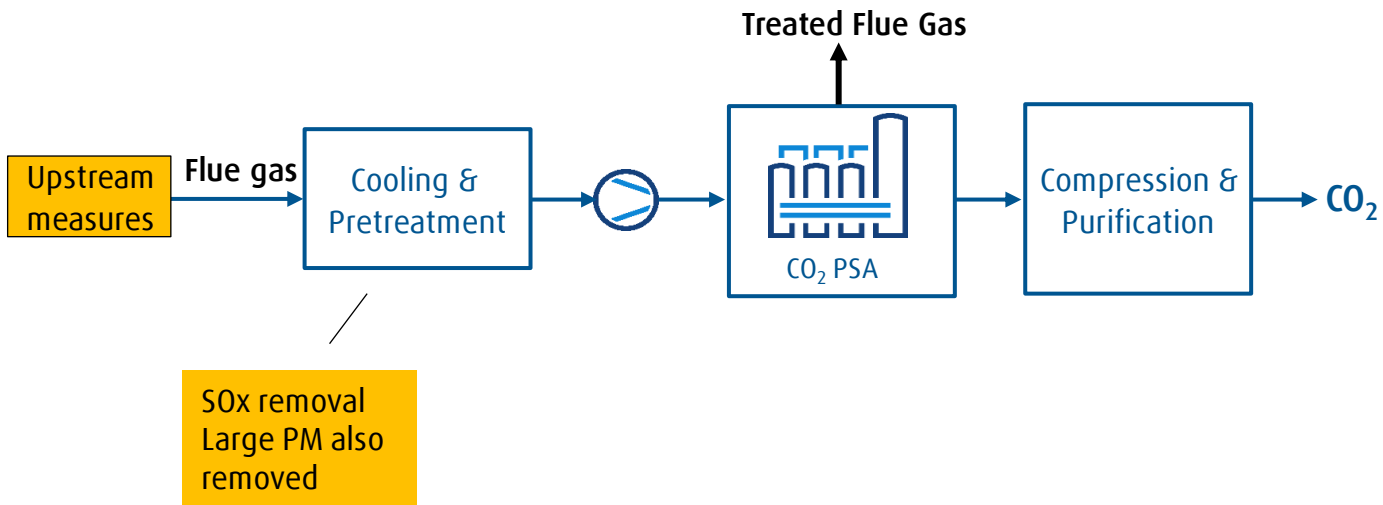 Treated Flue Gas
Upstream
measures
Flue gas
Cooling &
Pretreatment
CO₂ PSA
Compression &
Purification
CO₂
SOx removal
Large PM also
removed